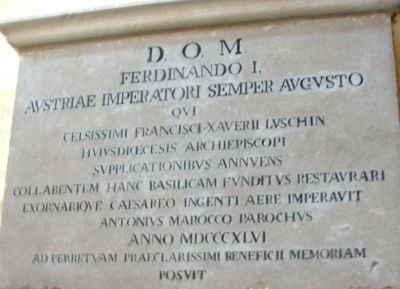 D. O. M.
FERDINANDO I.
AVSTRIAE IMPERATORI SEMPER AVGVSTO
QVI
CELSISSIMI FRANCISCI-XAVERII LVSCHIN
HVIVSDIŒCESIS ARCHIEPISCOPI
SVPPLICATIONIBVS ANNVENS
COLLABENTEM HANC BASILICAM FVNDITVS RESTAVRARI
EXORNARIQVE CAESAREO INGENTI AERE IMPERAVIT
ANTONIVS MAROCCO PAROCHVS
ANNO MDCCCXLVI
AD PERPETVAM PRAECLARISSIMI BENEFICII MEMORIAM
POSVIT